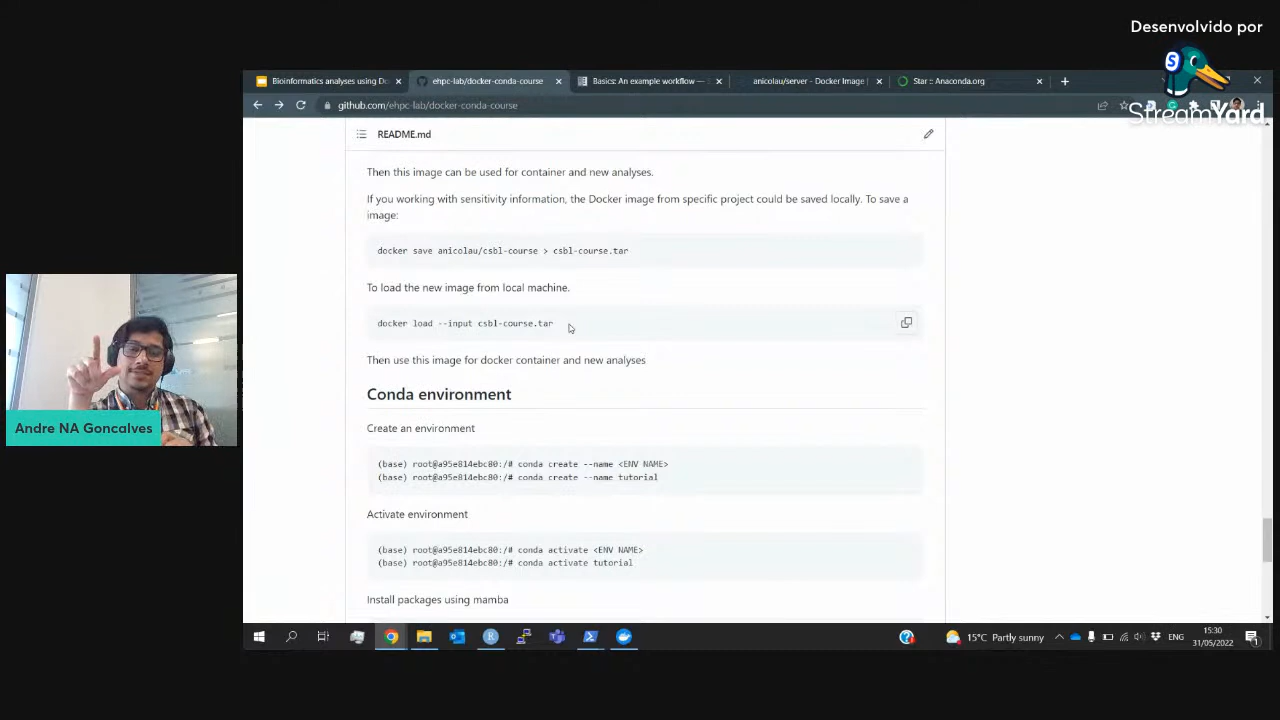 Desenvolvido por
StreamYard
Bioinformatics analyses using Do
ehpc-lab/docker-conda-course
Basics: An example workflow —
anicolau/server - Docker Image
Star :: Anaconda.org
github.com/ehpc-lab/docker-conda-course
README.md
Then this image can be used for container and new analyses.
If you working with sensitivity information, the Docker image from specific project could be saved locally. To save a
image:
docker save anicolau/csbl-course > csbl-course.tar
To load the new image from local machine.
docker load --input csbl-course.tar
Then use this image for docker container and new analyses
Conda environment
Create an environment
(base) root@a95e814ebc80:/# conda create --name <ENV NAME>
(base) root@a95e814ebc80:/# conda create --name tutorial
Activate environment
(base) root@a95e814ebc80:/# conda activate <ENV NAME>
(base) root@a95e814ebc80:/# conda activate tutorial
Install packages using mamba
Andre NA Goncalves
15°C Partly sunny
ENG
15:30
31/05/2022